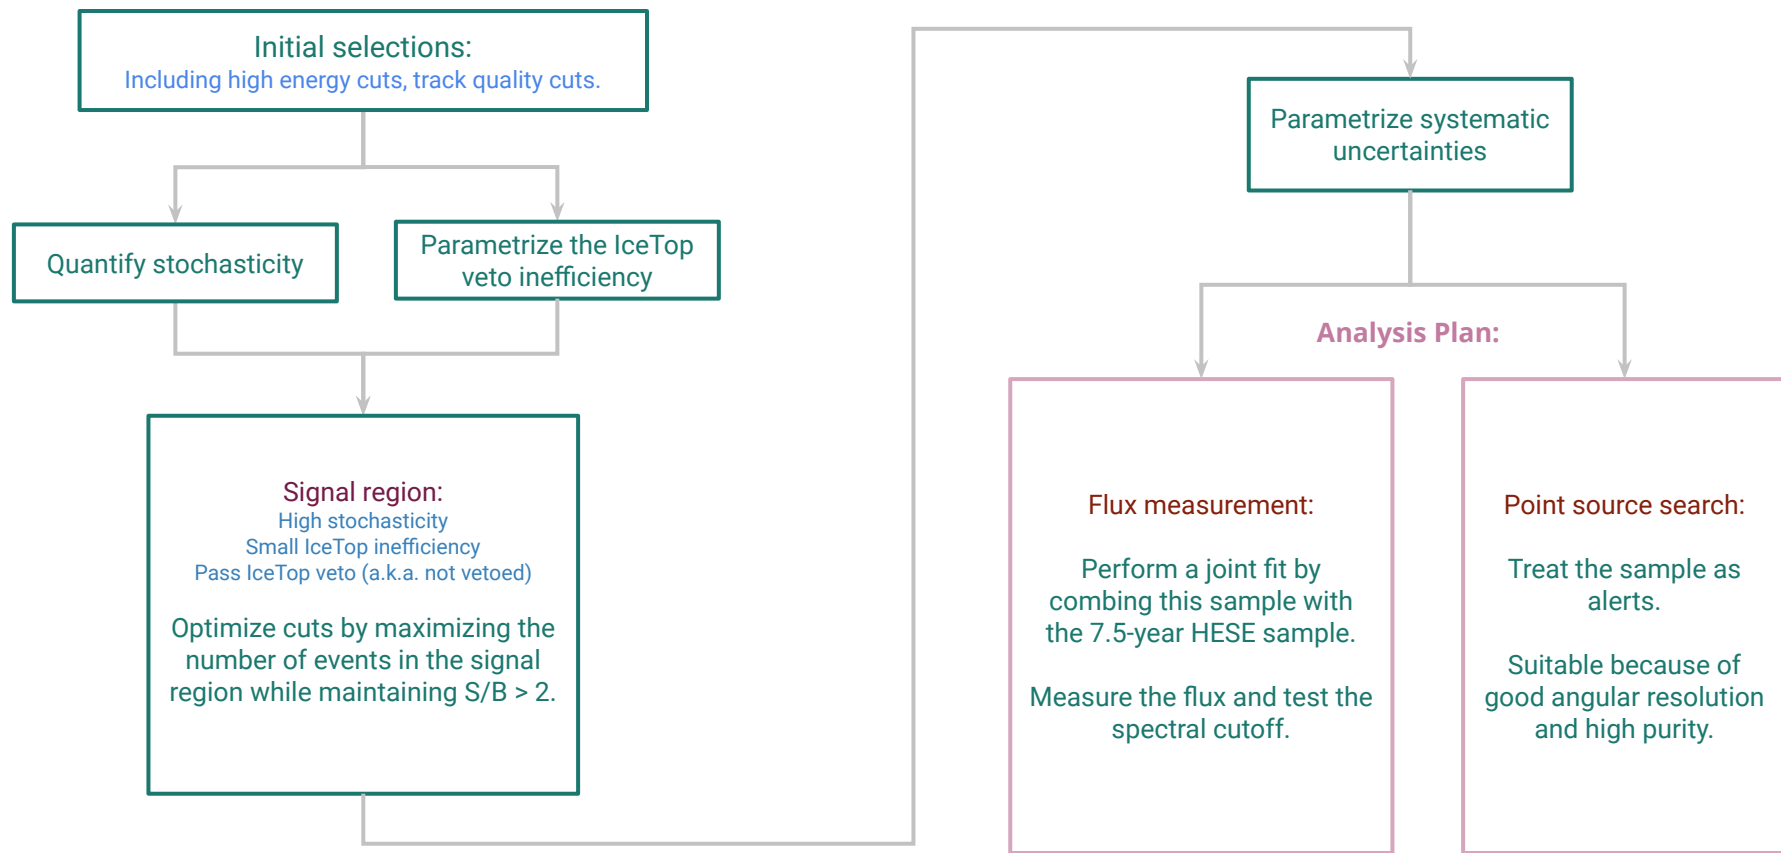 Initial selections:
Including high energy cuts, track quality cuts.
Quantify stochasticity
Parametrize the IceTop
veto inefficiency
Signal region:
High stochasticity
Small IceTop inefficiency
Pass IceTop veto (a.k.a. not vetoed)
Optimize cuts by maximizing the
number of events in the signal
region while maintaining S/B > 2.
Parametrize systematic
uncertainties
Analysis Plan:
Flux measurement:
Perform a joint fit by
combing this sample with
the 7.5-year HESE sample.
Measure the flux and test the
spectral cutoff.
Point source search:
Treat the sample as
alerts.
Suitable because of
good angular resolution
and high purity.